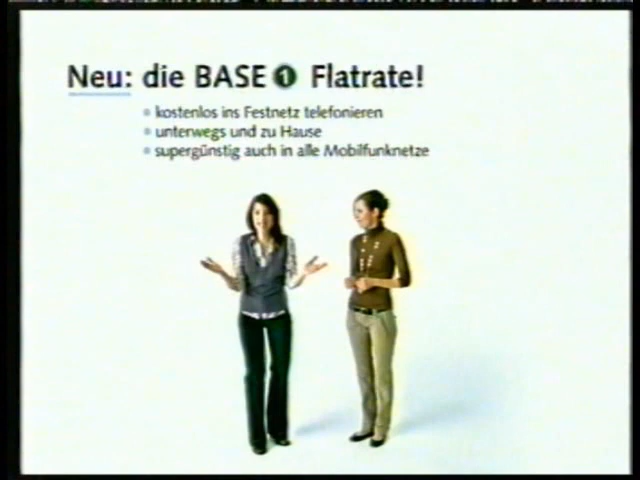 Neu: die BASE 1 Flatrate!
kostenlos ins Festnetz telefonieren
unterwegs und zu Hause
supergünstig auch in alle Mobilfunknetze